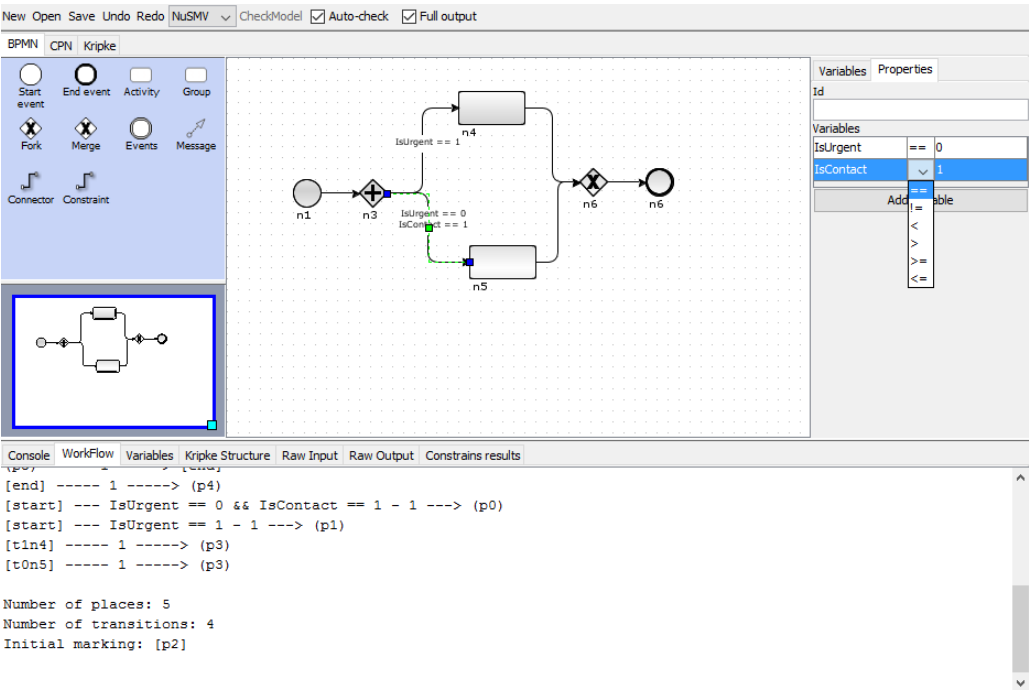 New Open Save Undo Redo NuSMV CheckModel Auto-check Full output
BPMN CPN Kripke
Start event
End event
Activity
Group
Fork
Merge
Events
Message
Connector
Constraint
n1
n3
IsUrgent == 1
n4
IsUrgent == 0
IsContact == 1
n5
n6
n6
Variables Properties
Id
Variables
IsUrgent == 0
IsContact 1
==
!=
<
>
>=
<=
Console WorkFlow Variables Kripke Structure Raw Input Raw Output Constrains results
[end] ----- 1 -----> (p4)
[start] --- IsUrgent == 0 && IsContact == 1 - 1 ---> (p0)
[start] --- IsUrgent == 1 - 1 ---> (p1)
[t1n4] ----- 1 -----> (p3)
[t0n5] ----- 1 -----> (p3)
Number of places: 5
Number of transitions: 4
Initial marking: [p2]